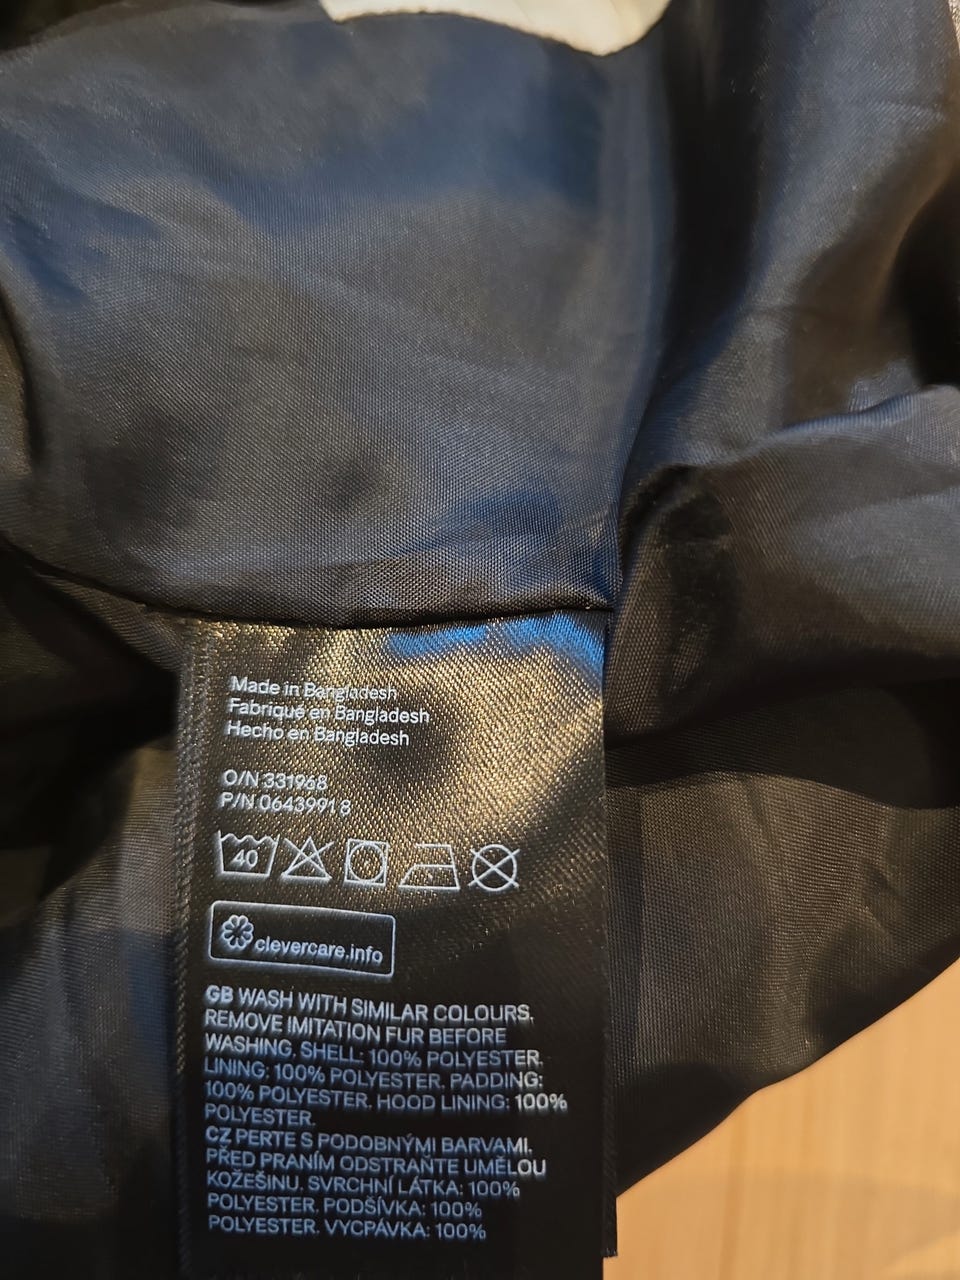 Made in Bangladesh
Fabriqué en Bangladesh
Hecho en Bangladesh
O/N 331968
P/N 06439918
40
clevercare.info
GB WASH WITH SIMILAR COLOURS.
REMOVE IMITATION FUR BEFORE
WASHING. SHELL: 100% POLYESTER.
LINING: 100% POLYESTER. PADDING:
100% POLYESTER. HOOD LINING: 100%
POLYESTER.
CZ PERTE S PODOBNÝMI BARVAMI.
PŘED PRANÍM ODSTRAŇTE UMĚLOU
KOŽEŠINU. SVRCHNÍ LÁTKA: 100%
POLYESTER. PODŠÍVKA: 100%
POLYESTER. VYCPÁVKA: 100%